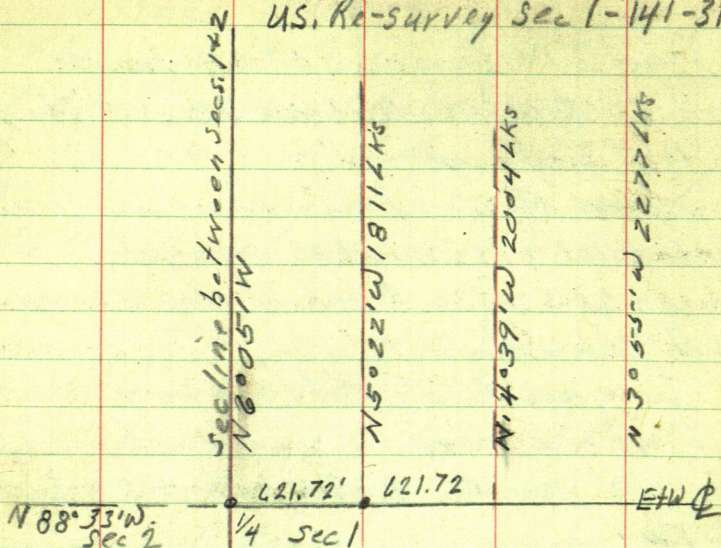 U.S. Re-survey Sec 1-141-31
Sec line between Secs. 1+2
N 6°05' W
N 5°22' W 1811 Lks
N. 4°39' W 2004 Lks
N 3°55' W 2277 Lks
621.72' 621.72
E+W ℄
N 88°33' W.
Sec 2
1/4 Sec 1